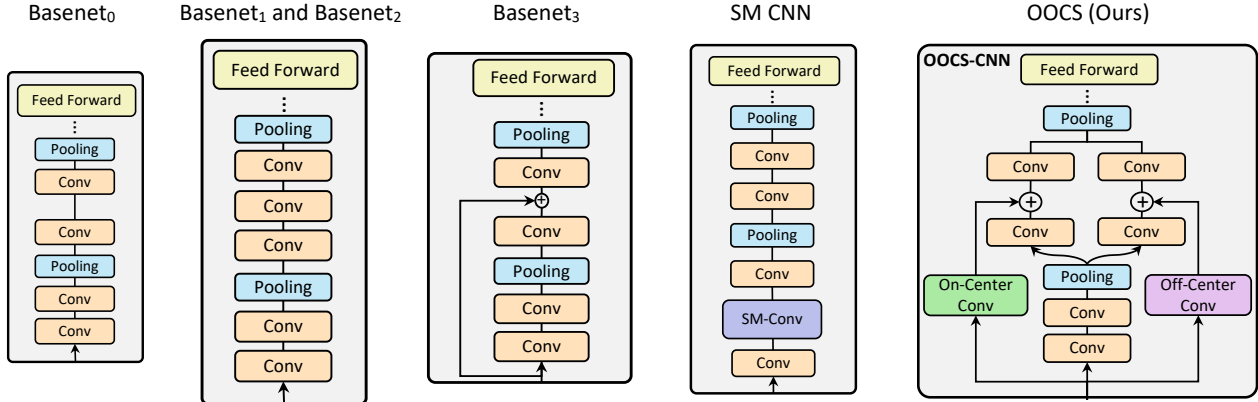 Basenet₀
Feed Forward
⋮
Pooling
Conv
Conv
Pooling
Conv
Conv
Basenet₁ and Basenet₂
Feed Forward
⋮
Pooling
Conv
Conv
Conv
Pooling
Conv
Conv
Basenet₃
Feed Forward
⋮
Pooling
Conv
+
Conv
Pooling
Conv
Conv
SM CNN
Feed Forward
⋮
Pooling
Conv
Conv
Pooling
Conv
SM-Conv
Conv
OOCS (Ours)
OOCS-CNN
Feed Forward
⋮
Pooling
Conv Conv
+ +
Conv Conv
On-Center
Conv
Pooling
Off-Center
Conv
Conv
Conv